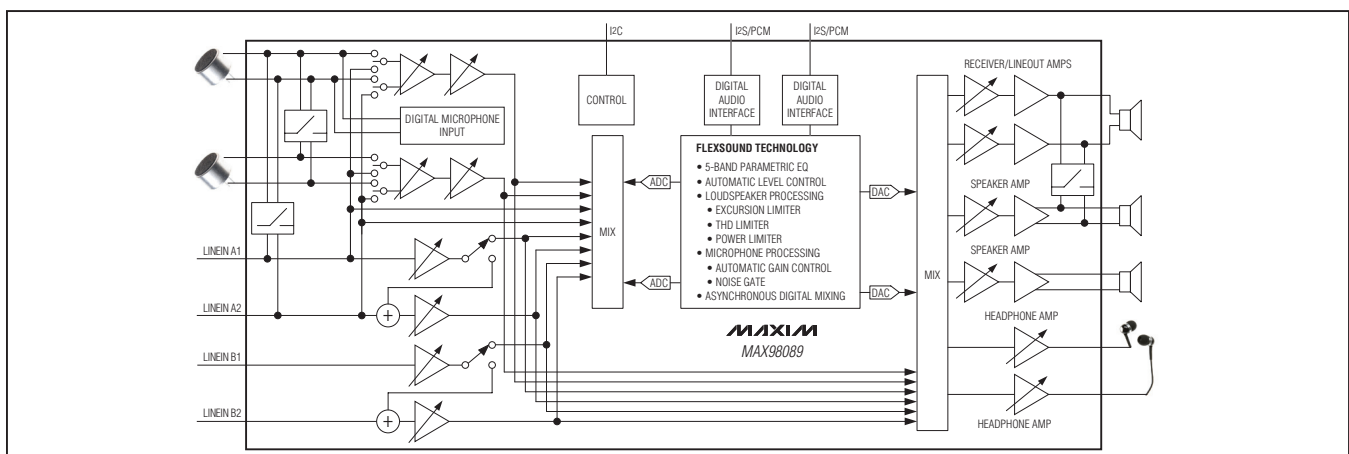 I2C
I2S/PCM
I2S/PCM
RECEIVER/LINEOUT AMPS
CONTROL
DIGITAL
AUDIO
INTERFACE
DIGITAL
AUDIO
INTERFACE
DIGITAL MICROPHONE
INPUT
FLEXSOUND TECHNOLOGY
• 5-BAND PARAMETRIC EQ
• AUTOMATIC LEVEL CONTROL
• LOUDSPEAKER PROCESSING
• EXCURSION LIMITER
• THD LIMITER
• POWER LIMITER
• MICROPHONE PROCESSING
• AUTOMATIC GAIN CONTROL
• NOISE GATE
• ASYNCHRONOUS DIGITAL MIXING
ADC
ADC
DAC
DAC
MIX
MIX
SPEAKER AMP
SPEAKER AMP
HEADPHONE AMP
HEADPHONE AMP
LINEIN A1
LINEIN A2
LINEIN B1
LINEIN B2
+
+
MAXIM
MAX98089